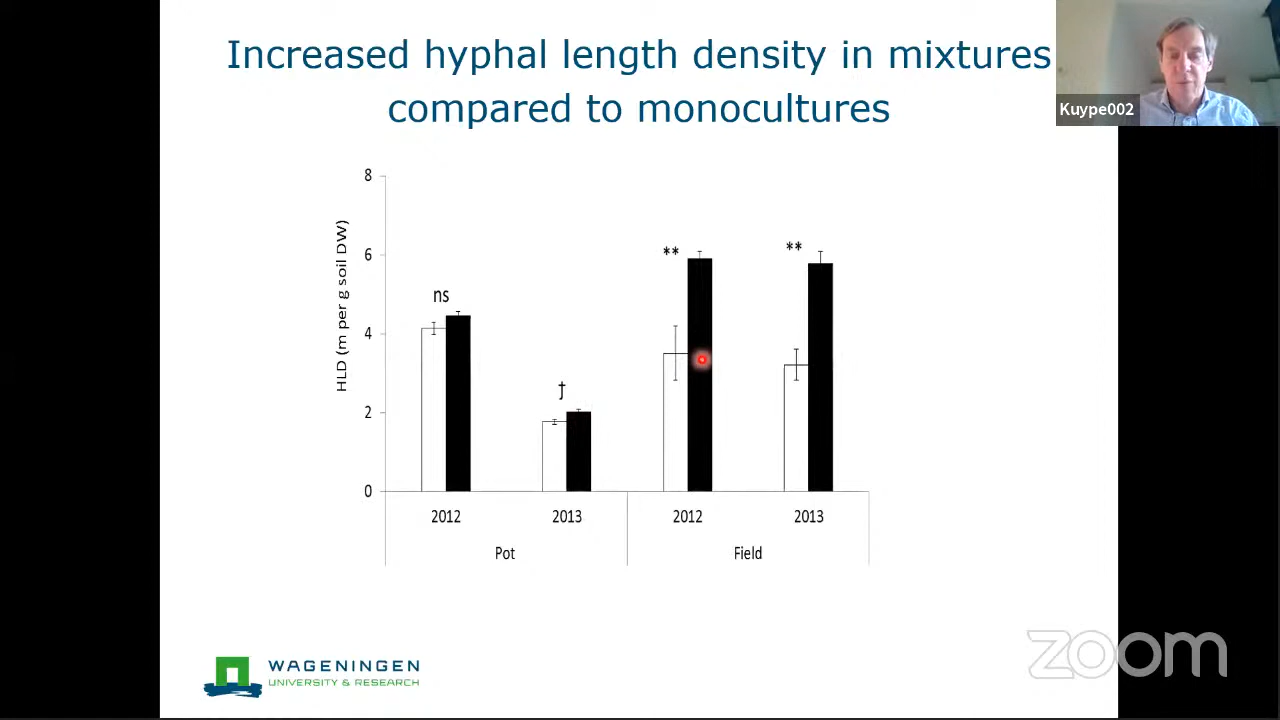 Increased hyphal length density in mixtures
compared to monocultures
Kuype002
HLD (m per g soil DW)
8
6
4
2
0
ns
†
**
**
2012
2013
2012
2013
Pot
Field
WAGENINGEN
UNIVERSITY & RESEARCH
zoom